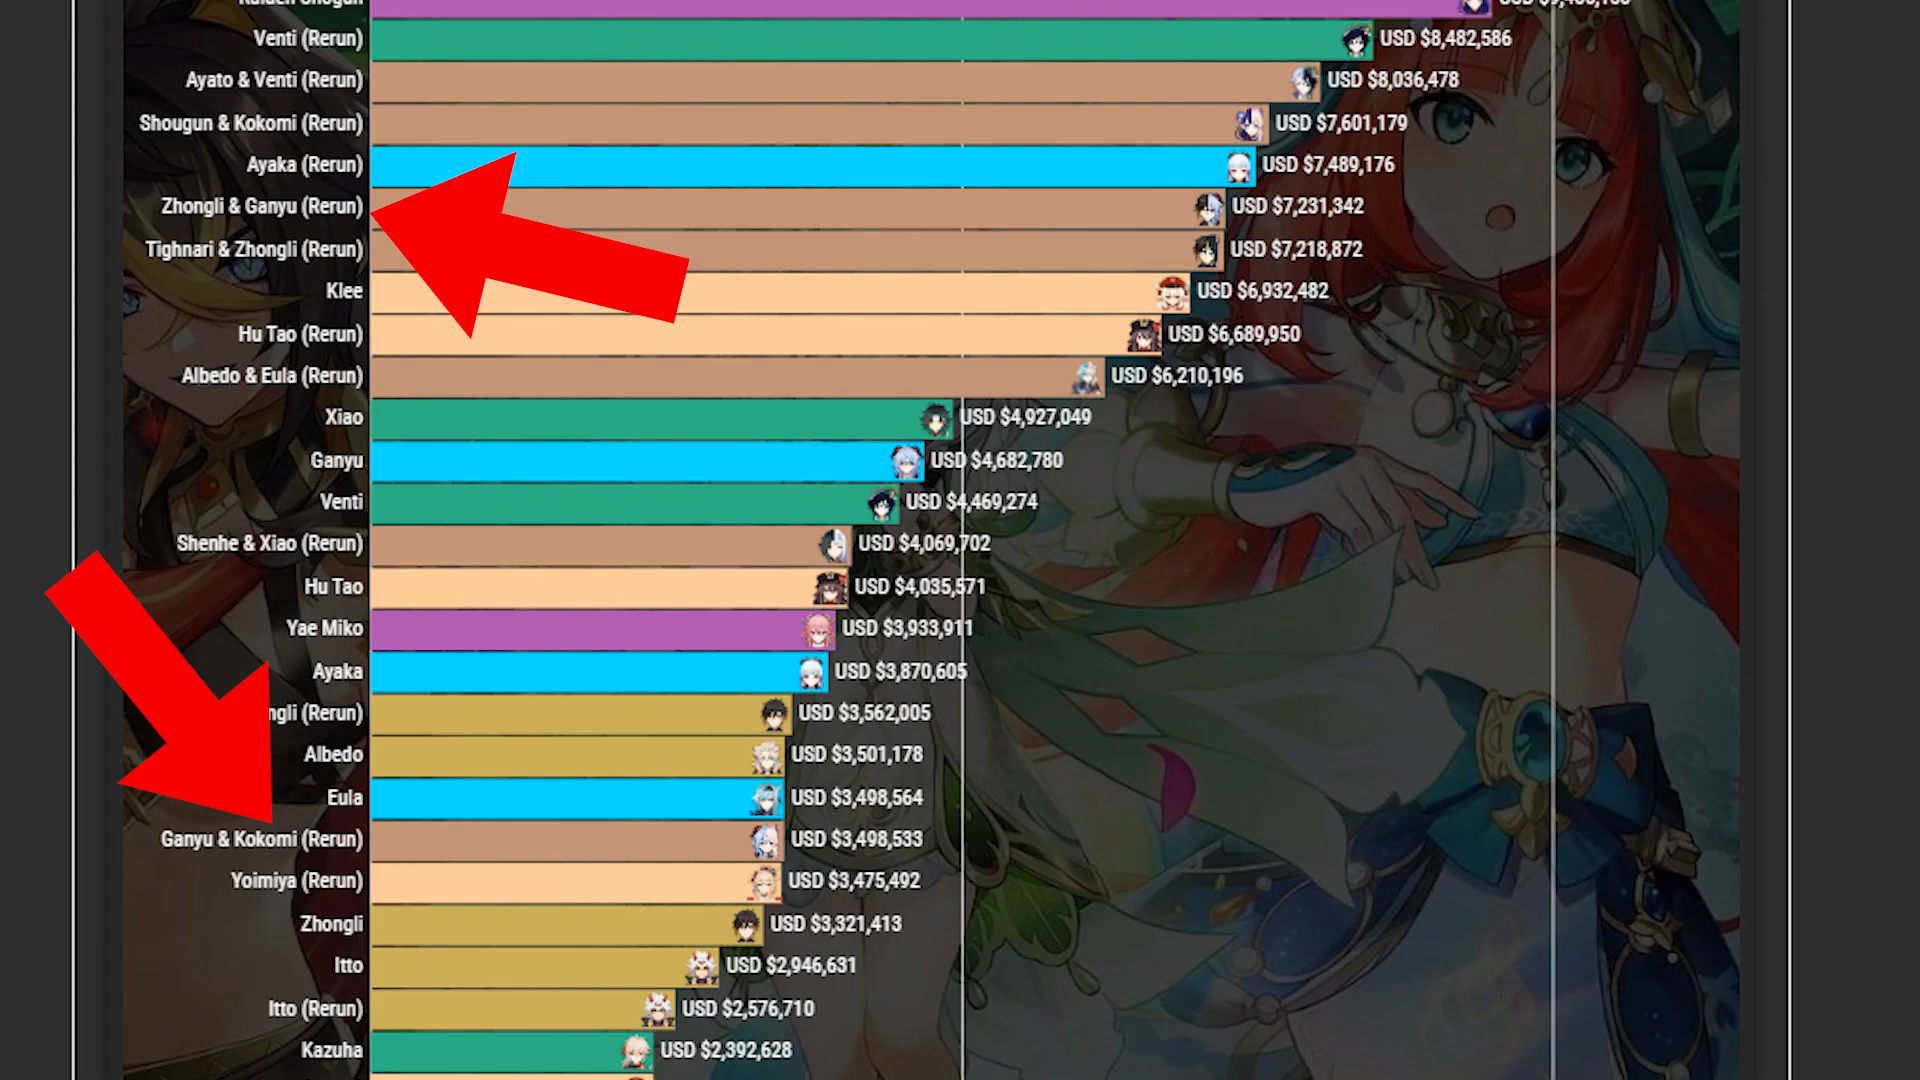 Venti (Rerun) USD $8,482,586
Ayato & Venti (Rerun) USD $8,036,478
Shougun & Kokomi (Rerun) USD $7,601,179
Ayaka (Rerun) USD $7,489,176
Zhongli & Ganyu (Rerun) USD $7,231,342
Tighnari & Zhongli (Rerun) USD $7,218,872
Klee USD $6,932,482
Hu Tao (Rerun) USD $6,689,950
Albedo & Eula (Rerun) USD $6,210,196
Xiao USD $4,927,049
Ganyu USD $4,682,780
Venti USD $4,469,274
Shenhe & Xiao (Rerun) USD $4,069,702
Hu Tao USD $4,035,571
Yae Miko USD $3,933,911
Ayaka USD $3,870,605
ngli (Rerun) USD $3,562,005
Albedo USD $3,501,178
Eula USD $3,498,564
Ganyu & Kokomi (Rerun) USD $3,498,533
Yoimiya (Rerun) USD $3,475,492
Zhongli USD $3,321,413
Itto USD $2,946,631
Itto (Rerun) USD $2,576,710
Kazuha USD $2,392,628